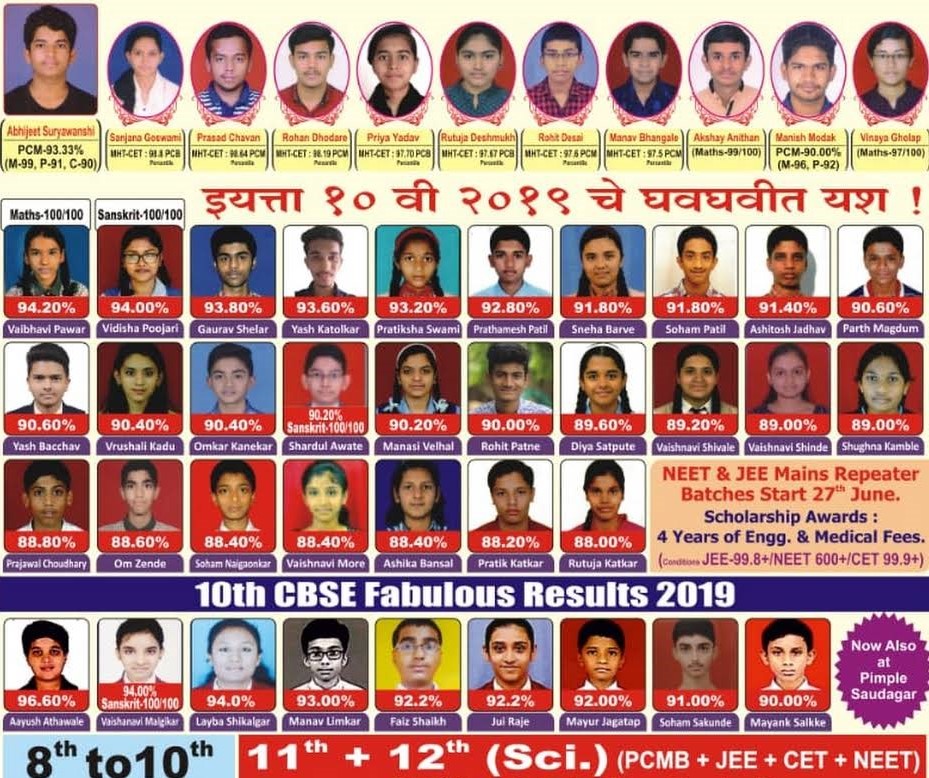 Abhijeet Suryawanshi
PCM-93.33%
(M-99, P-91, C-90)
Sanjana Goswami
MHT-CET : 98.8 PCB
Percentile
Prasad Chavan
MHT-CET : 98.64 PCM
Percentile
Rohan Dhodare
MHT-CET : 98.19 PCM
Percentile
Priya Yadav
MHT-CET : 97.70 PCB
Percentile
Rutuja Deshmukh
MHT-CET : 97.67 PCB
Percentile
Rohit Desai
MHT-CET : 97.6 PCM
Percentile
Manav Bhangale
MHT-CET : 97.5 PCM
Percentile
Akshay Anithan
(Maths-99/100)
Manish Modak
PCM-90.00%
(M-96, P-92)
Vinaya Gholap
(Maths-97/100)
इयत्ता १० वी २०१९ चे घवघवीत यश !
Maths-100/100
94.20%
Vaibhavi Pawar
Sanskrit-100/100
94.00%
Vidisha Poojari
93.80%
Gaurav Shelar
93.60%
Yash Katolkar
93.20%
Pratiksha Swami
92.80%
Prathamesh Patil
91.80%
Sneha Barve
91.80%
Soham Patil
91.40%
Ashitosh Jadhav
90.60%
Parth Magdum
90.60%
Yash Bacchav
90.40%
Vrushali Kadu
90.40%
Omkar Kanekar
90.20%
Sanskrit-100/100
Shardul Awate
90.20%
Manasi Velhal
90.00%
Rohit Patne
89.60%
Diya Satpute
89.20%
Vaishnavi Shivale
89.00%
Vaishnavi Shinde
89.00%
Shughna Kamble
88.80%
Prajawal Choudhary
88.60%
Om Zende
88.40%
Soham Naigaonkar
88.40%
Vaishnavi More
88.40%
Ashika Bansal
88.20%
Pratik Katkar
88.00%
Rutuja Katkar
NEET & JEE Mains Repeater
Batches Start 27th June.
Scholarship Awards :
4 Years of Engg. & Medical Fees.
(Conditions JEE-99.8+/NEET 600+/CET 99.9+)
10th CBSE Fabulous Results 2019
96.60%
Aayush Athawale
94.00%
Sanskrit-100/100
Vaishanavi Malgikar
94.0%
Layba Shikalgar
93.00%
Manav Limkar
92.2%
Faiz Shaikh
92.2%
Jui Raje
92.00%
Mayur Jagatap
91.00%
Soham Sakunde
90.00%
Mayank Salkke
Now Also
at
Pimple
Saudagar
8th to 10th
11th + 12th (Sci.) (PCMB + JEE + CET + NEET)